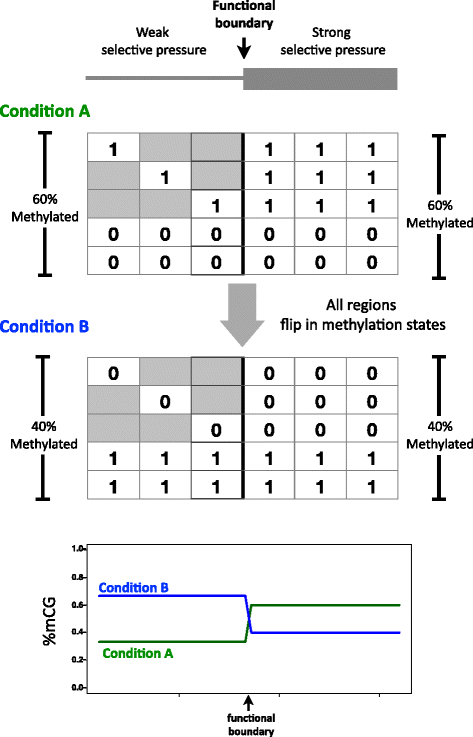 Functional
boundary
Weak
selective pressure
Strong
selective pressure
Condition A
60%
Methylated
1 1 1 1
1 1 1 1
1 1 1 1
0 0 0 0 0 0
0 0 0 0 0 0
60%
Methylated
All regions
flip in methylation states
Condition B
40%
Methylated
0 0 0 0
0 0 0 0
0 0 0 0
1 1 1 1 1 1
1 1 1 1 1 1
40%
Methylated
%mCG
1.0
0.8
0.6
0.4
0.2
0.0
Condition B
Condition A
functional
boundary